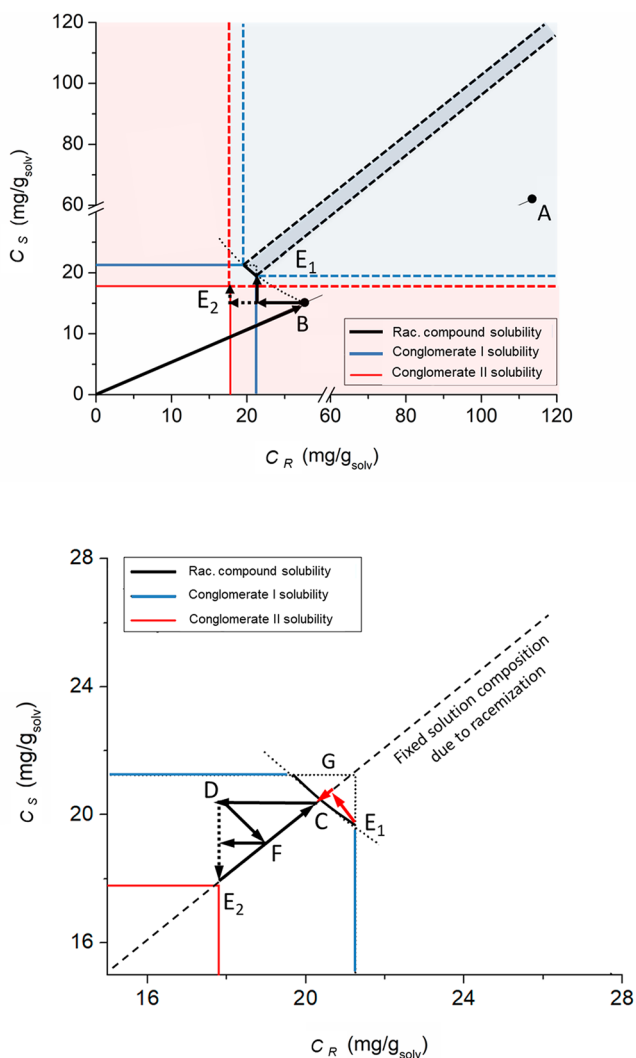 120
100
80
60
20
15
10
0
C S (mg/g solv)
E1
A
E2
B
Rac. compound solubility
Conglomerate I solubility
Conglomerate II solubility
0 10 20 60 80 100 120
C R (mg/g solv)
28
24
20
16
C S (mg/g solv)
Rac. compound solubility
Conglomerate I solubility
Conglomerate II solubility
Fixed solution composition
due to racemization
G
D
C
E1
F
E2
16 20 24 28
C R (mg/g solv)